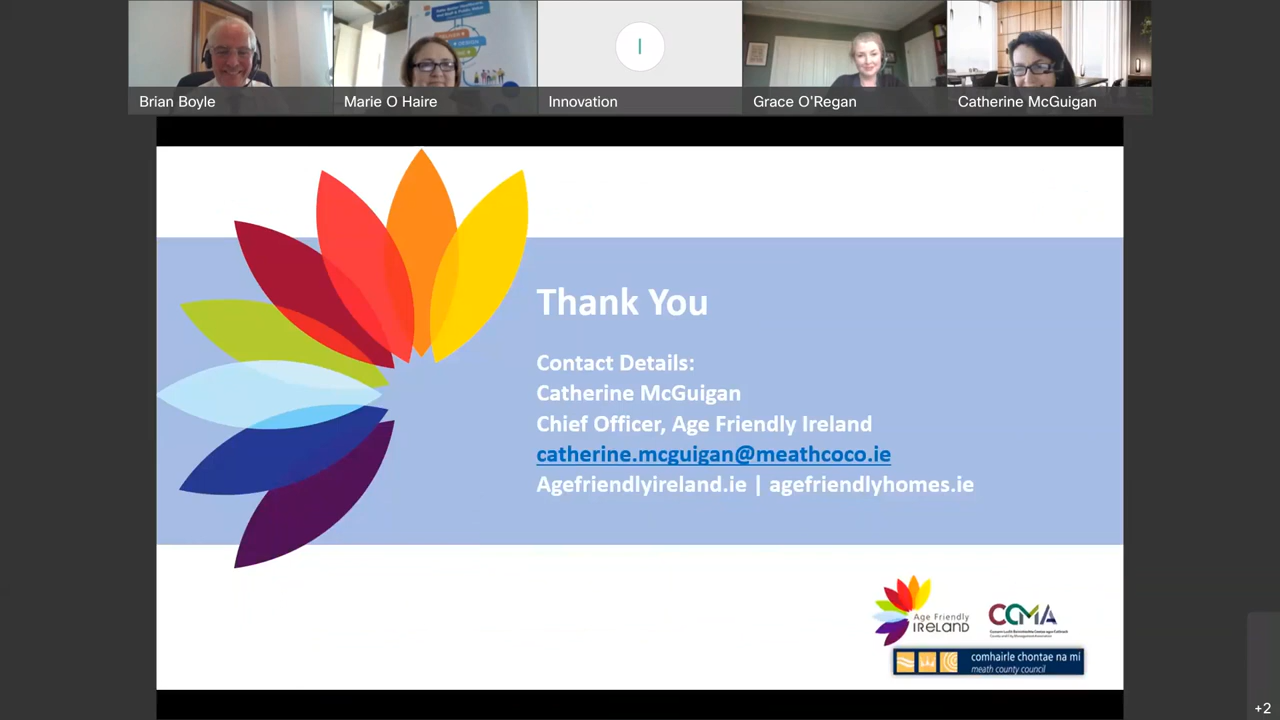 Brian Boyle
Marie O Haire
I
Innovation
Grace O'Regan
Catherine McGuigan
Thank You
Contact Details:
Catherine McGuigan
Chief Officer, Age Friendly Ireland
catherine.mcguigan@meathcoco.ie
Agefriendlyireland.ie | agefriendlyhomes.ie
Age Friendly
IRELAND
CCMA
comhairle chontae na mí
meath county council
+2